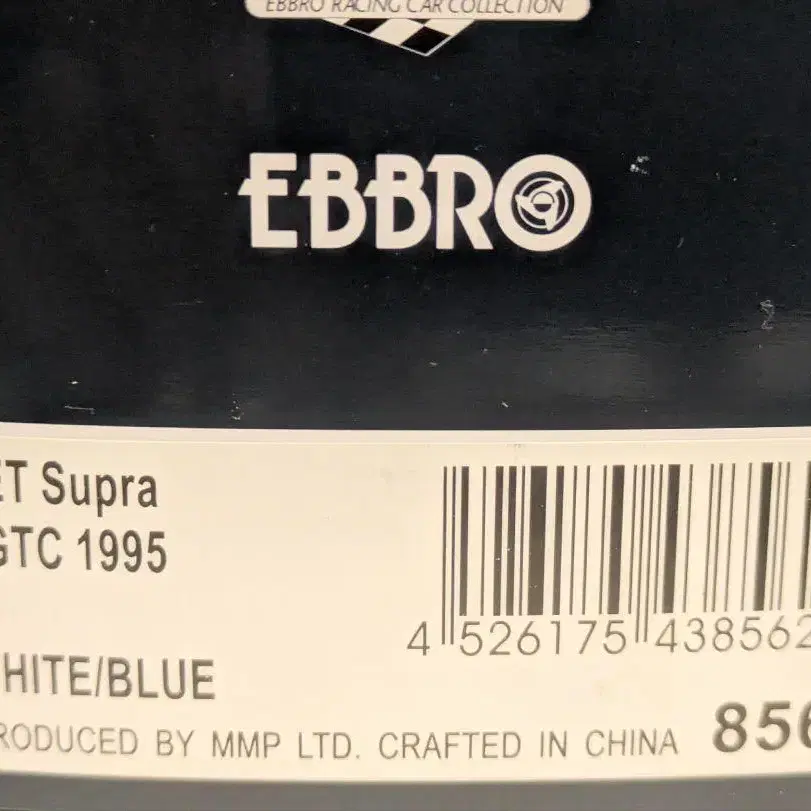 EBBRO RACING CAR COLLECTION
EBBRO
ET Supra
GTC 1995
4 526175 438562
HITE/BLUE
RODUCED BY MMP LTD. CRAFTED IN CHINA
856